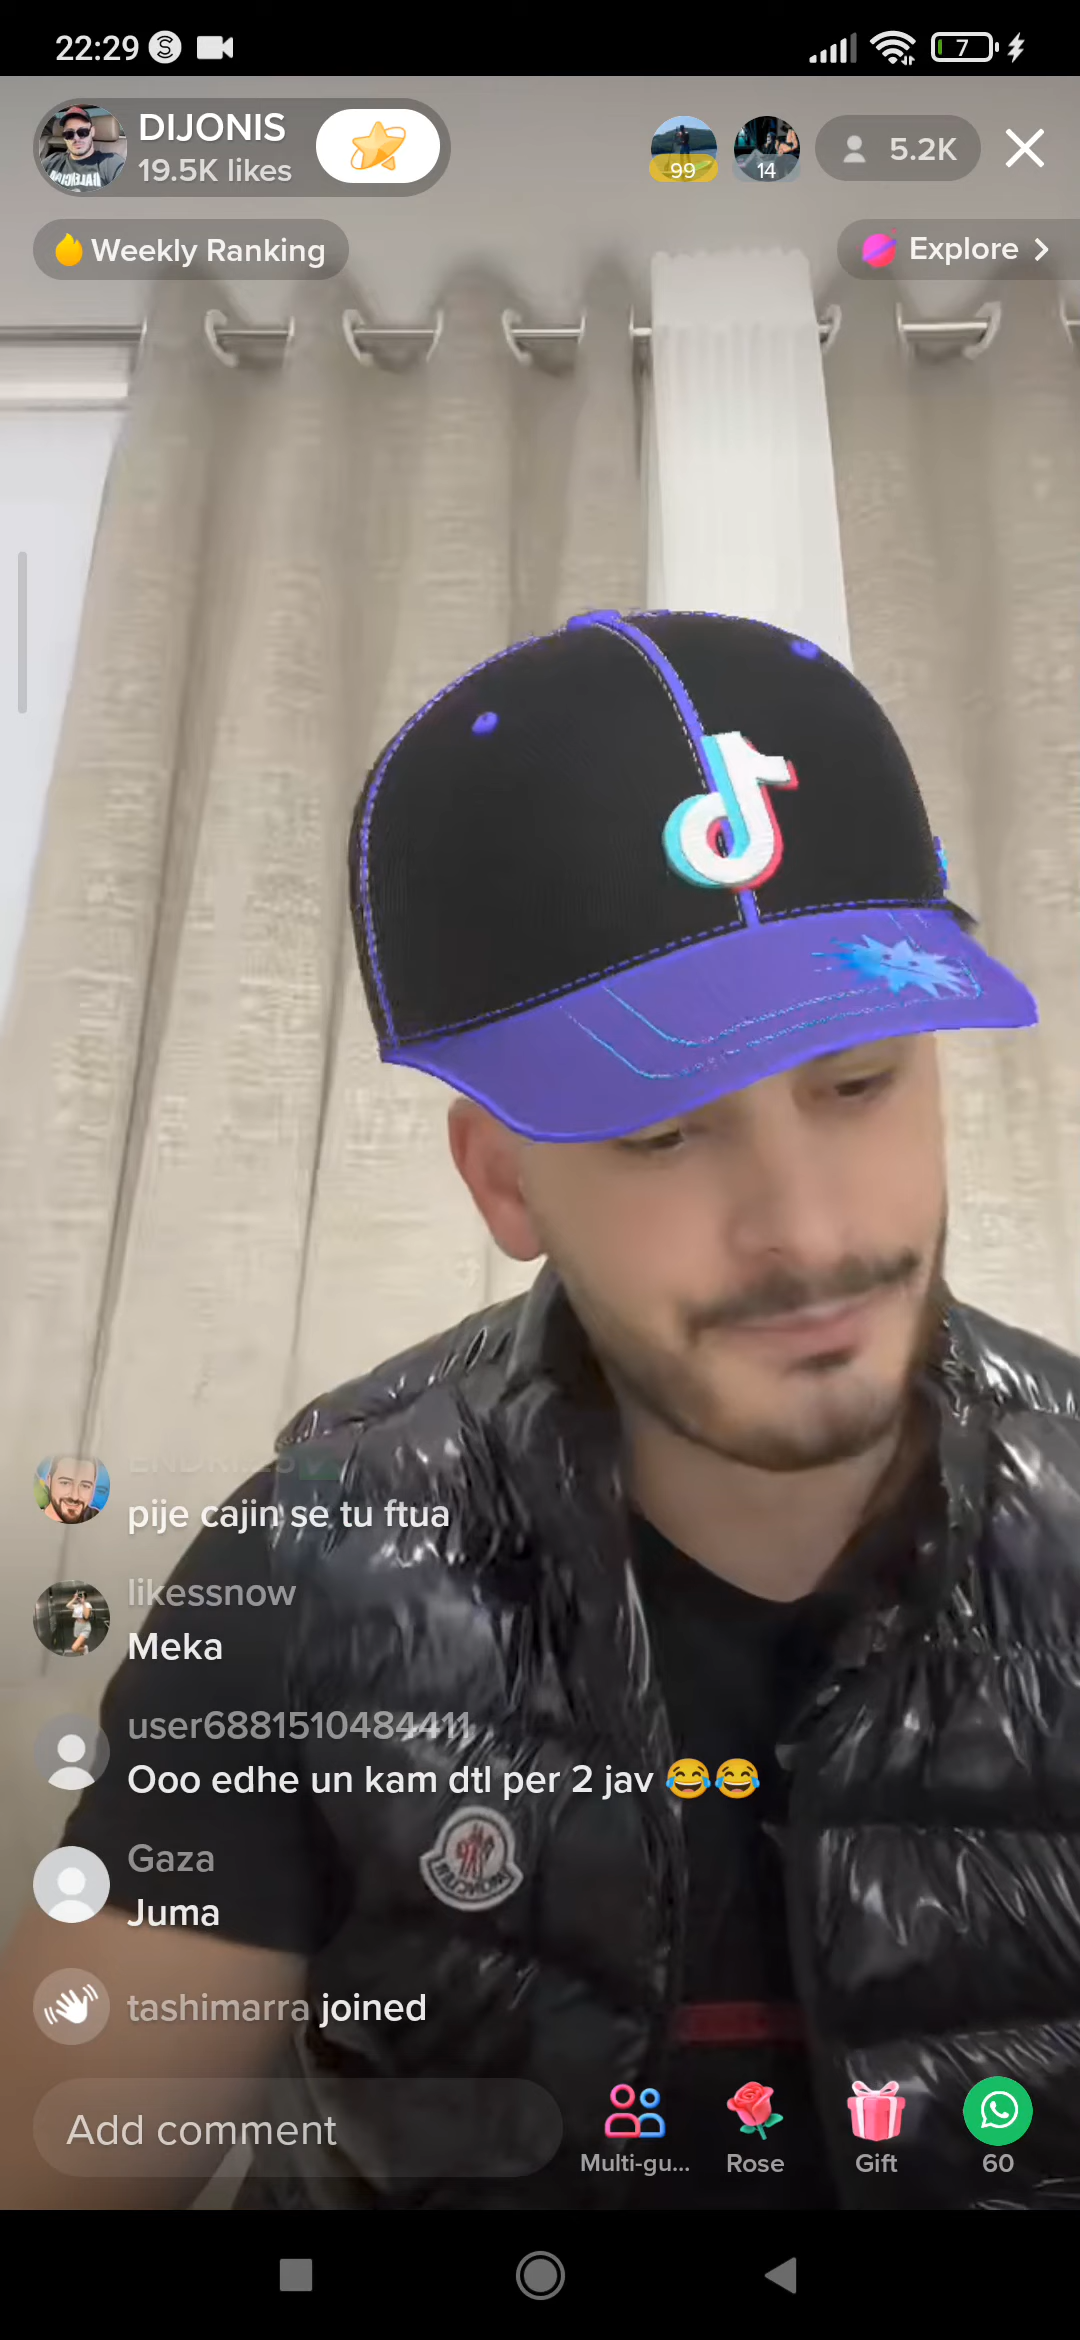 22:29
7
DIJONIS
19.5K likes
99
14
5.2K
Weekly Ranking
Explore
pije cajin se tu ftua
likessnow
Meka
user6881510484411
Ooo edhe un kam dtl per 2 jav 😂😂
Gaza
Juma
tashimarra joined
Add comment
Multi-gu...
Rose
Gift
60